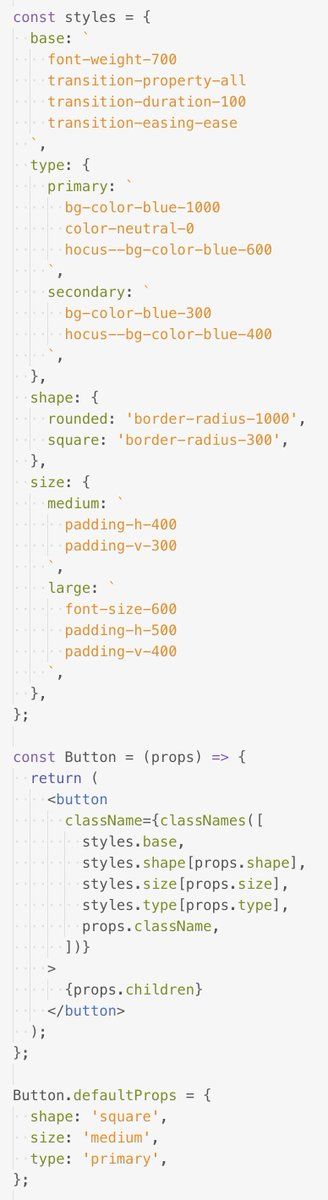 const styles = {
  base: `
    font-weight-700
    transition-property-all
    transition-duration-100
    transition-easing-ease
  `,
  type: {
    primary: `
      bg-color-blue-1000
      color-neutral-0
      hocus--bg-color-blue-600
    `,
    secondary: `
      bg-color-blue-300
      hocus--bg-color-blue-400
    `,
  },
  shape: {
    rounded: 'border-radius-1000',
    square: 'border-radius-300',
  },
  size: {
    medium: `
      padding-h-400
      padding-v-300
    `,
    large: `
      font-size-600
      padding-h-500
      padding-v-400
    `,
  },
};

const Button = (props) => {
  return (
    <button
      className={classNames([
        styles.base,
        styles.shape[props.shape],
        styles.size[props.size],
        styles.type[props.type],
        props.className,
      ])}
    >
      {props.children}
    </button>
  );
};

Button.defaultProps = {
  shape: 'square',
  size: 'medium',
  type: 'primary',
};